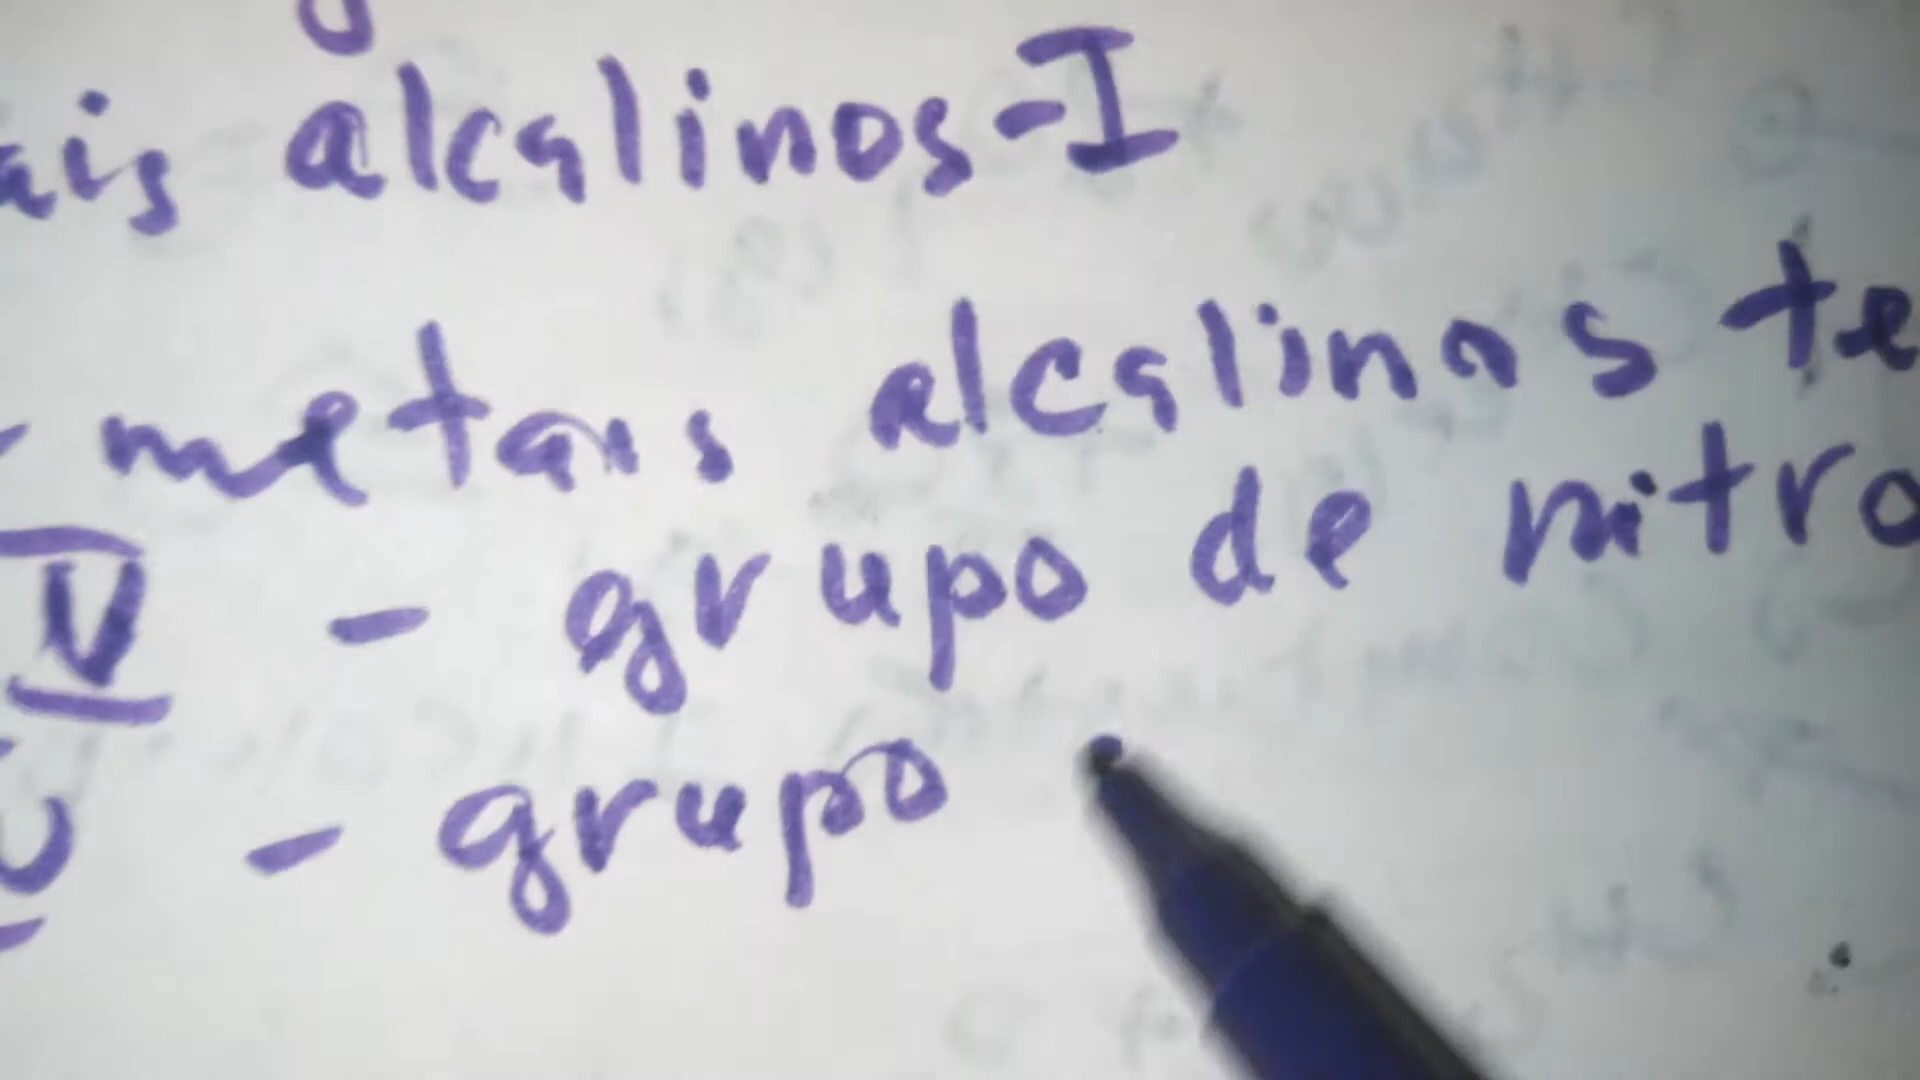 ais alcalinos-I
- metais alcalinos te
V - grupo de nitro
- grupo